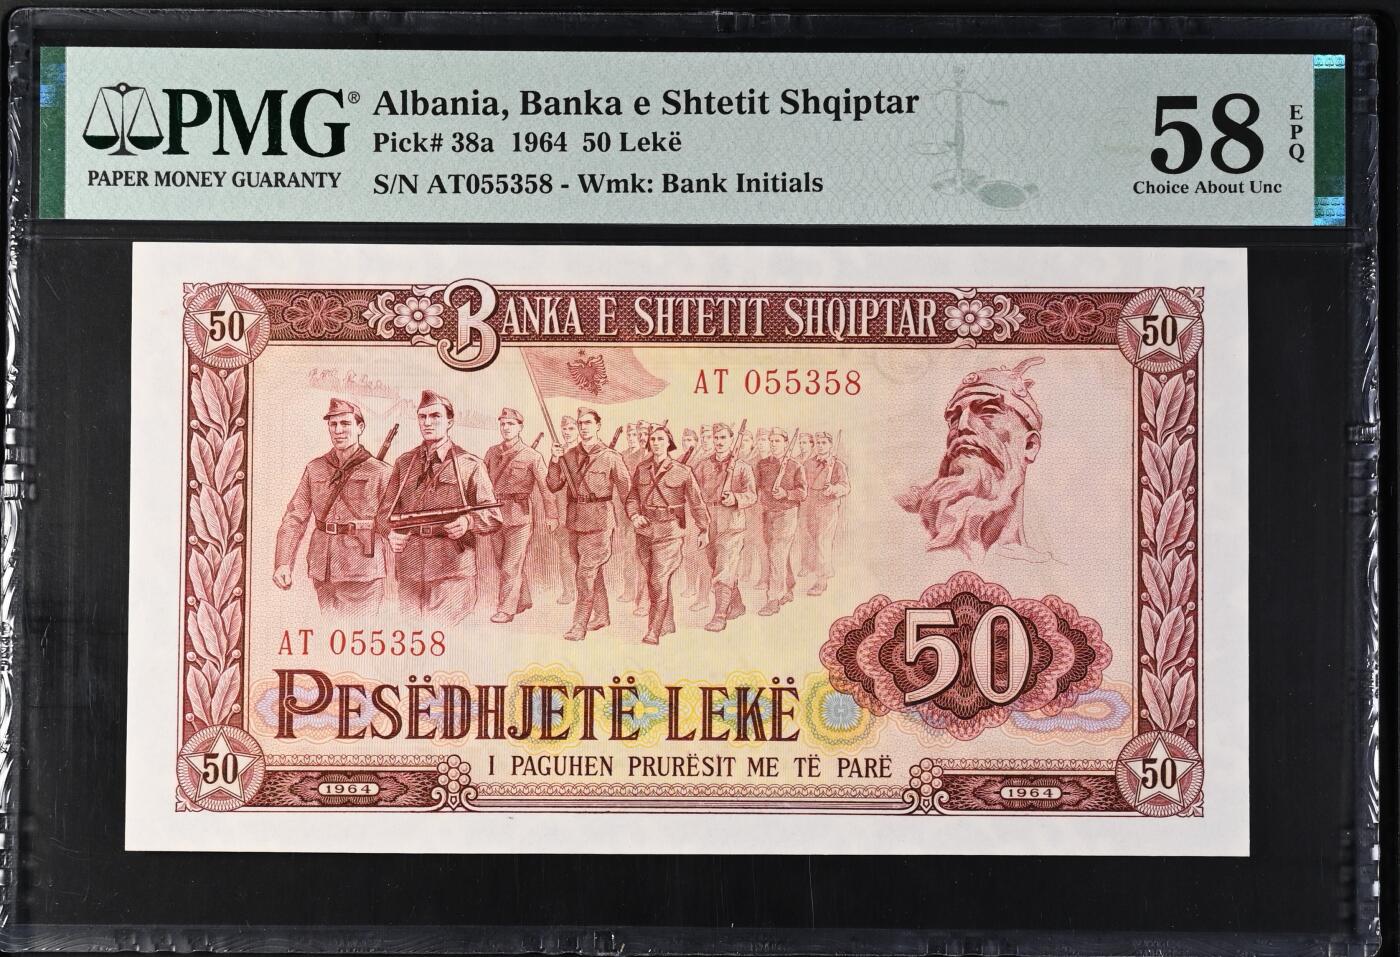 PMG®
PAPER MONEY GUARANTY
Albania, Banka e Shtetit Shqiptar
Pick# 38a 1964 50 Lekë
S/N AT055358 - Wmk: Bank Initials
58
EPQ
Choice About Unc
50
BANKA E SHTETIT SHQIPTAR
50
AT 055358
AT 055358
50
PESËDHJETË LEKË
50
I PAGUHEN PRURËSIT ME TË PARË
50
1964
1964